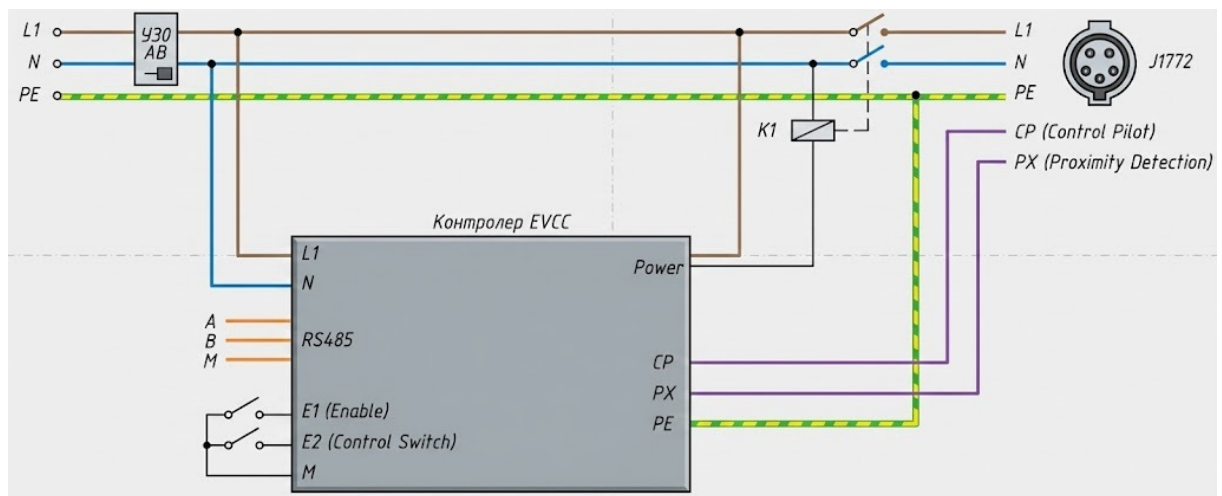 L1
УЗО
АВ
L1
N
N
J1772
PE
PE
K1
CP (Control Pilot)
PX (Proximity Detection)
Контролер EVCC
L1
Power
N
A
B
RS485
M
CP
PX
E1 (Enable)
PE
E2 (Control Switch)
M